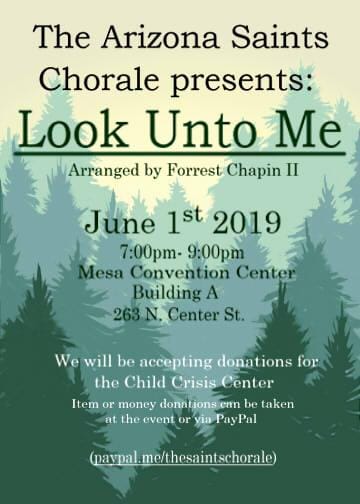 The Arizona Saints
Chorale presents:
Look Unto Me
Arranged by Forrest Chapin II
June 1st 2019
7:00pm- 9:00pm
Mesa Convention Center
Building A
263 N. Center St.
We will be accepting donations for
the Child Crisis Center
Item or money donations can be taken
at the event or via PayPal
(paypal.me/thesaintschorale)